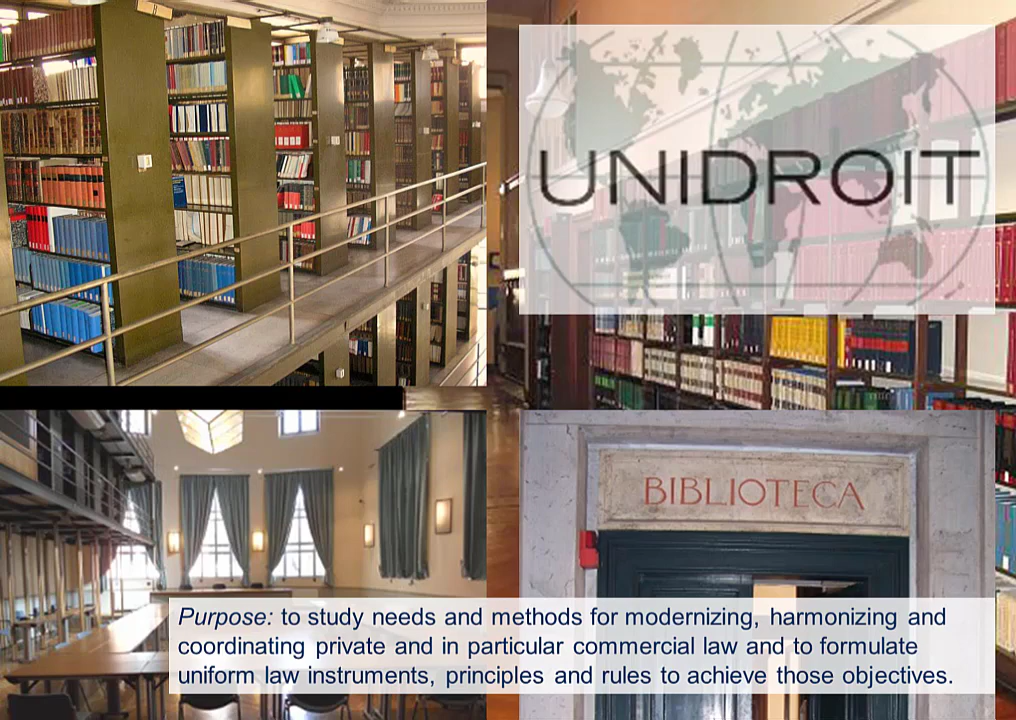 UNIDROIT
BIBLIOTECA
Purpose: to study needs and methods for modernizing, harmonizing and
coordinating private and in particular commercial law and to formulate
uniform law instruments, principles and rules to achieve those objectives.